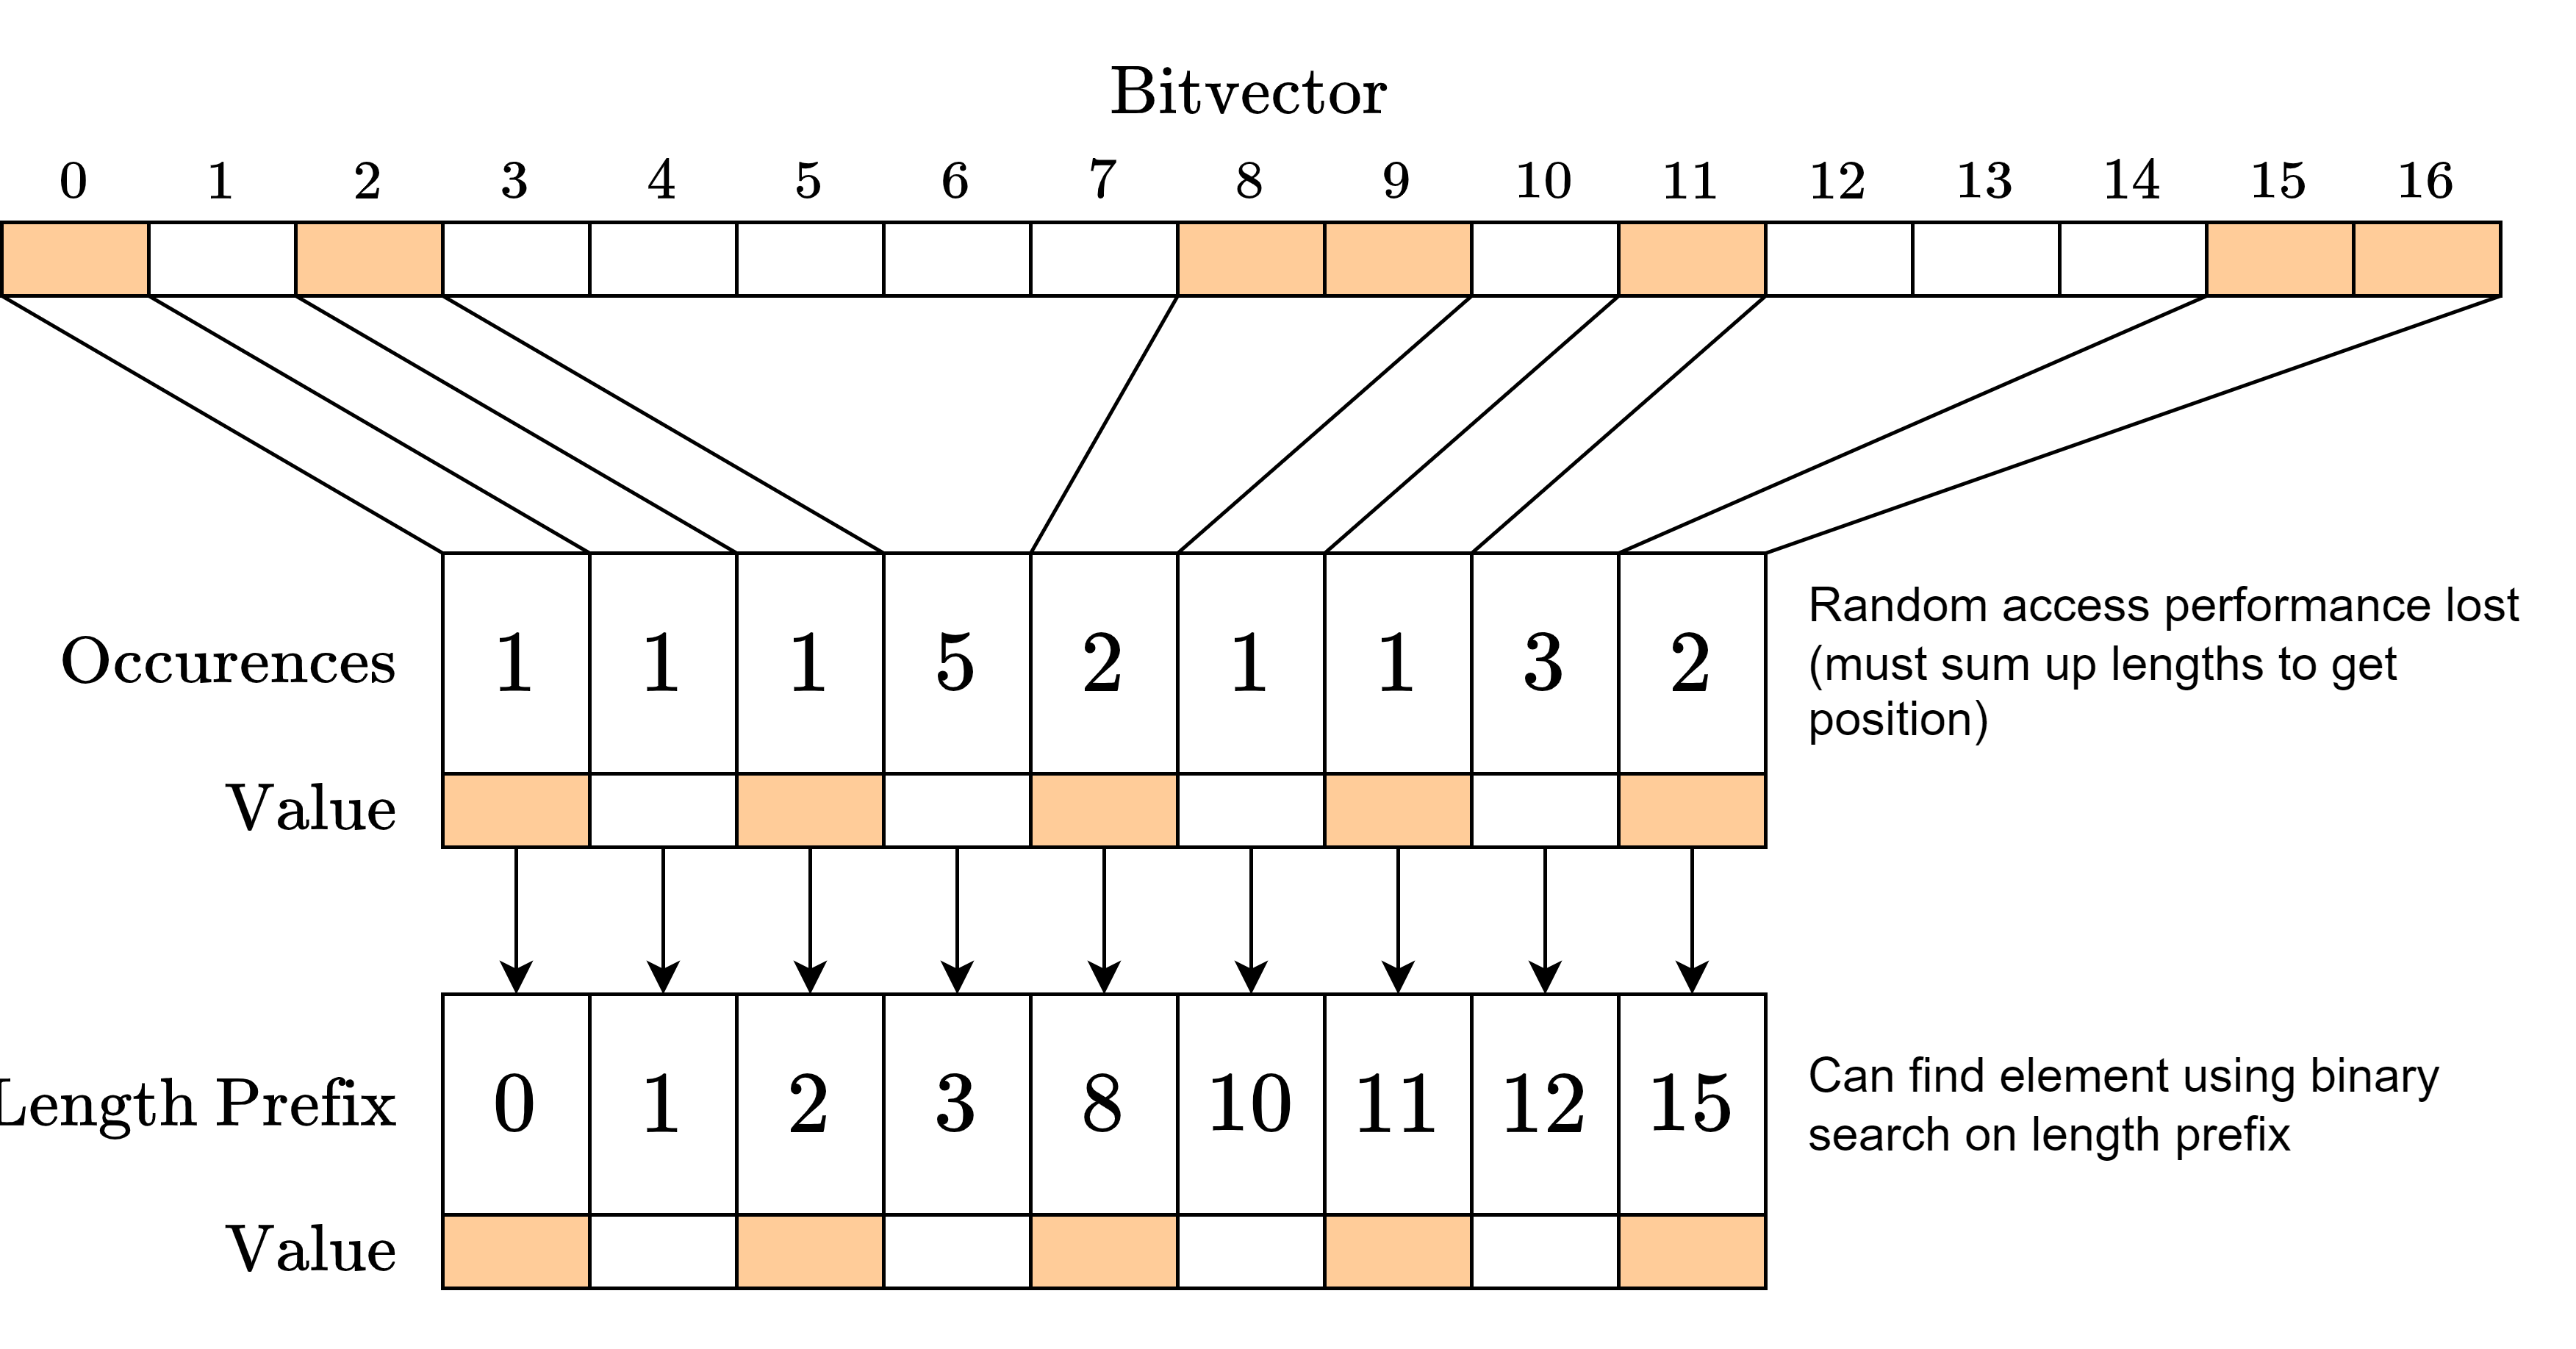 Bitvector
0 1 2 3 4 5 6 7 8 9 10 11 12 13 14 15 16
Occurences 1 1 1 5 2 1 1 3 2
Random access performance lost
(must sum up lengths to get
position)
Value
Length Prefix 0 1 2 3 8 10 11 12 15
Can find element using binary
search on length prefix
Value